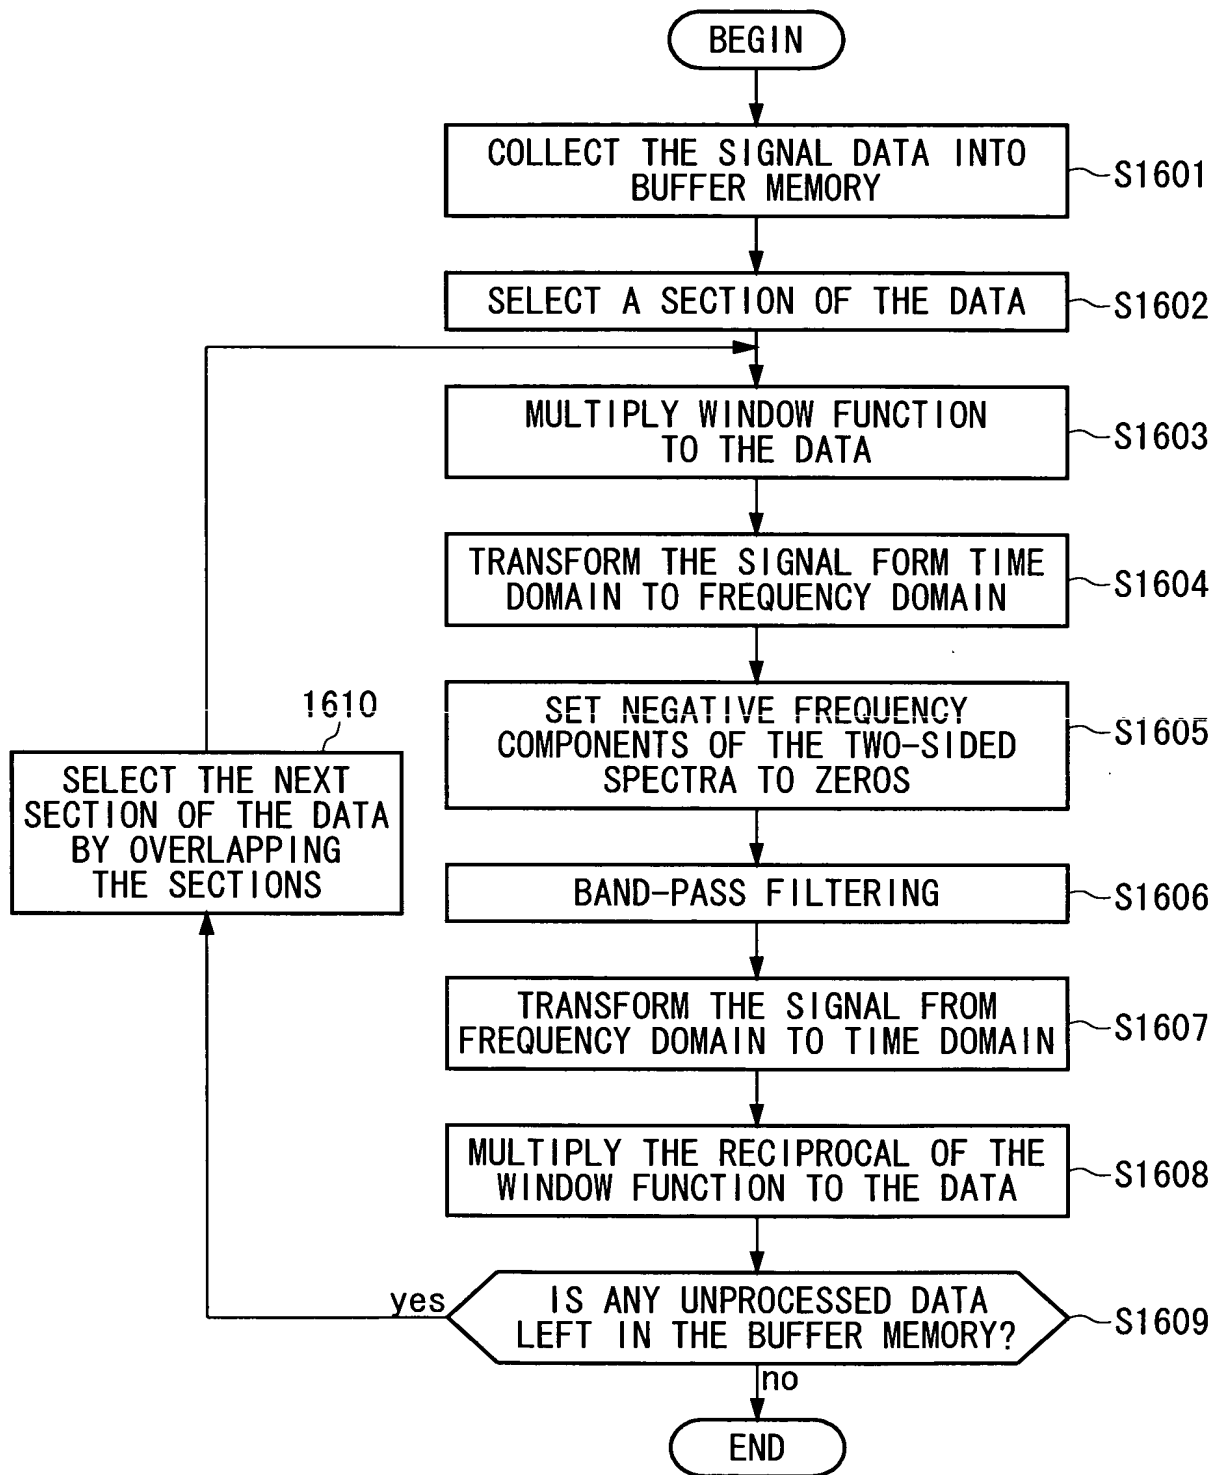 BEGIN
COLLECT THE SIGNAL DATA INTO
BUFFER MEMORY
S1601
SELECT A SECTION OF THE DATA
S1602
MULTIPLY WINDOW FUNCTION
TO THE DATA
S1603
TRANSFORM THE SIGNAL FORM TIME
DOMAIN TO FREQUENCY DOMAIN
S1604
SET NEGATIVE FREQUENCY
COMPONENTS OF THE TWO-SIDED
SPECTRA TO ZEROS
S1605
1610
SELECT THE NEXT
SECTION OF THE DATA
BY OVERLAPPING
THE SECTIONS
BAND-PASS FILTERING
S1606
TRANSFORM THE SIGNAL FROM
FREQUENCY DOMAIN TO TIME DOMAIN
S1607
MULTIPLY THE RECIPROCAL OF THE
WINDOW FUNCTION TO THE DATA
S1608
yes
IS ANY UNPROCESSED DATA
LEFT IN THE BUFFER MEMORY?
S1609
no
END